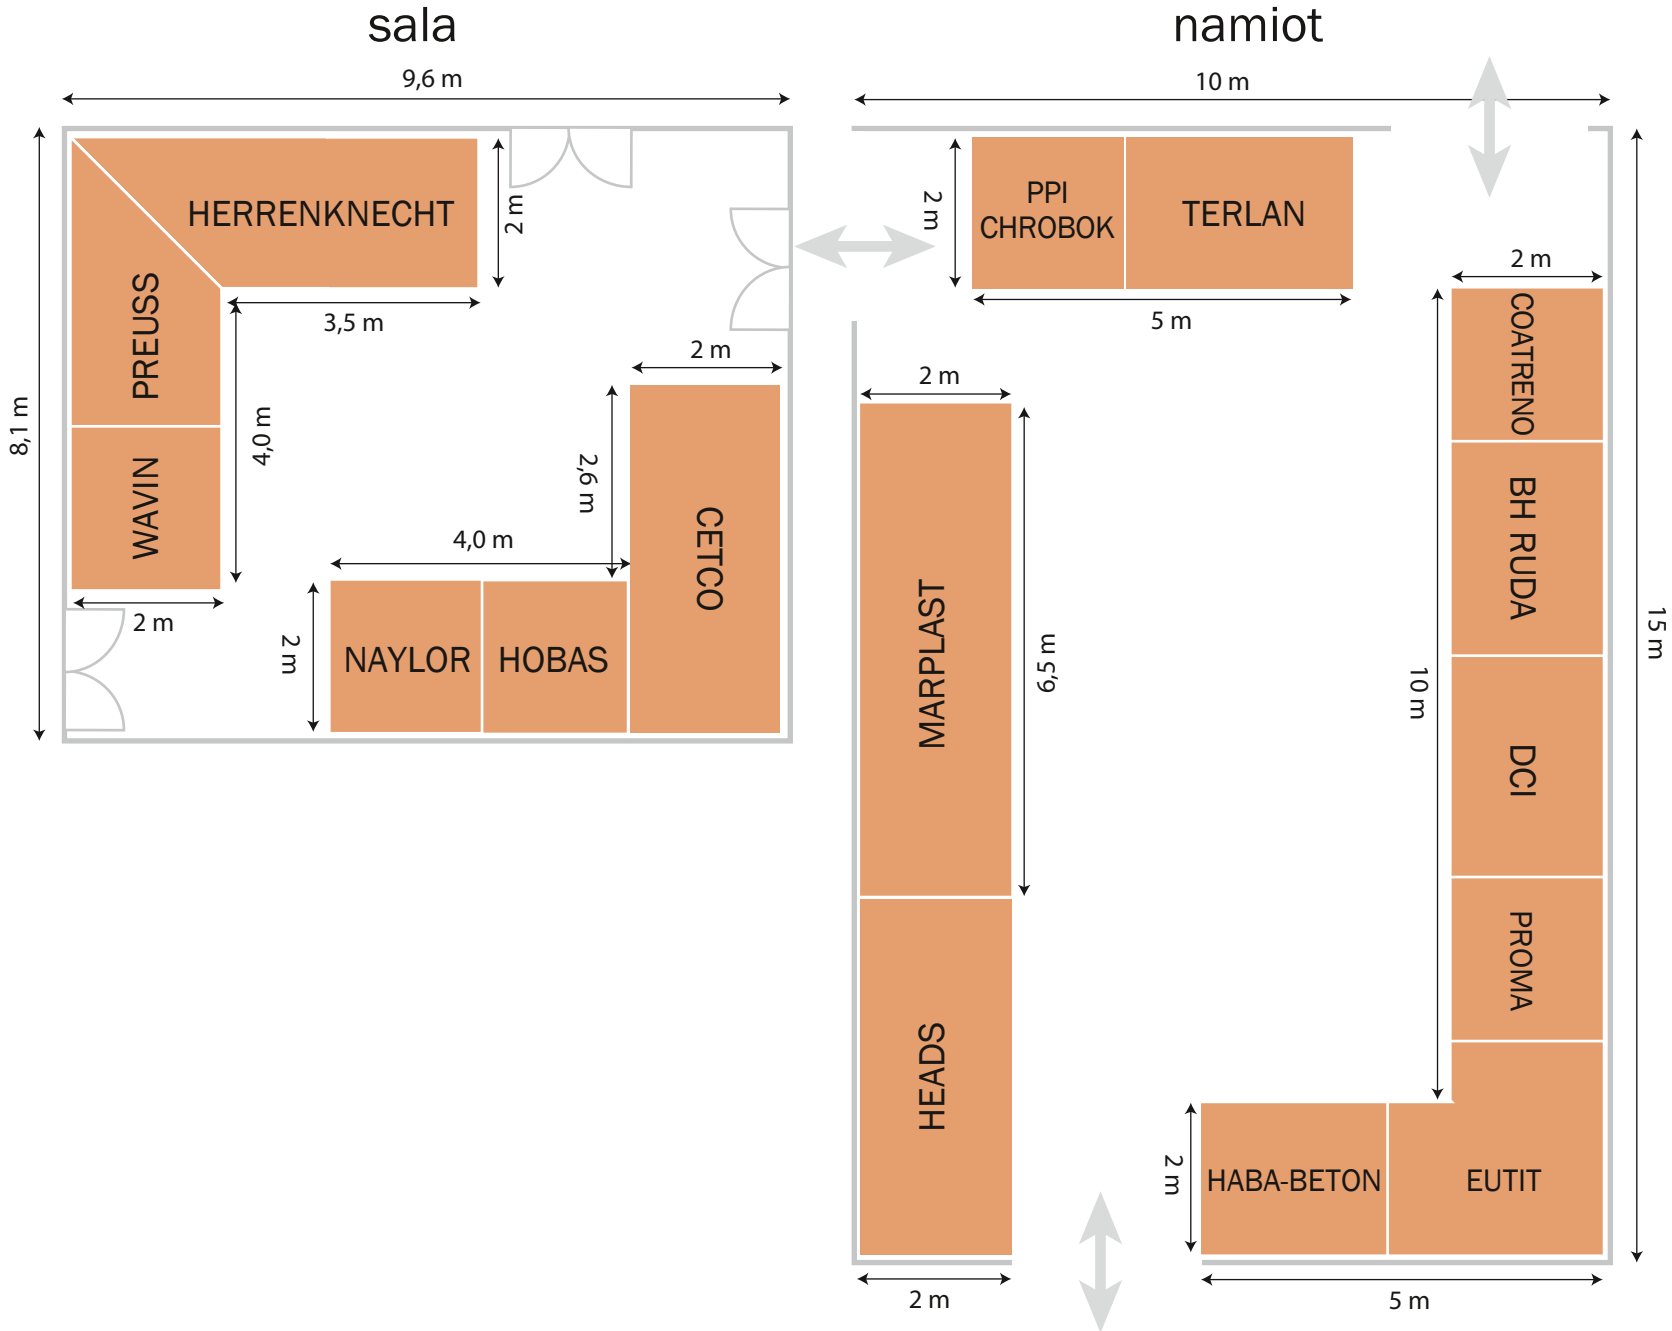 sala
namiot
9,6 m
10 m
8,1 m
HERRENKNECHT
2 m
3,5 m
PREUSS
4,0 m
WAVIN
2 m
2 m
2,6 m
CETCO
4,0 m
2 m
NAYLOR
HOBAS
2 m
PPI
CHROBOK
TERLAN
5 m
2 m
COATRENO
2 m
MARPLAST
6,5 m
BH RUDA
15 m
10 m
DCI
PROMA
HEADS
2 m
HABA-BETON
EUTIT
2 m
5 m